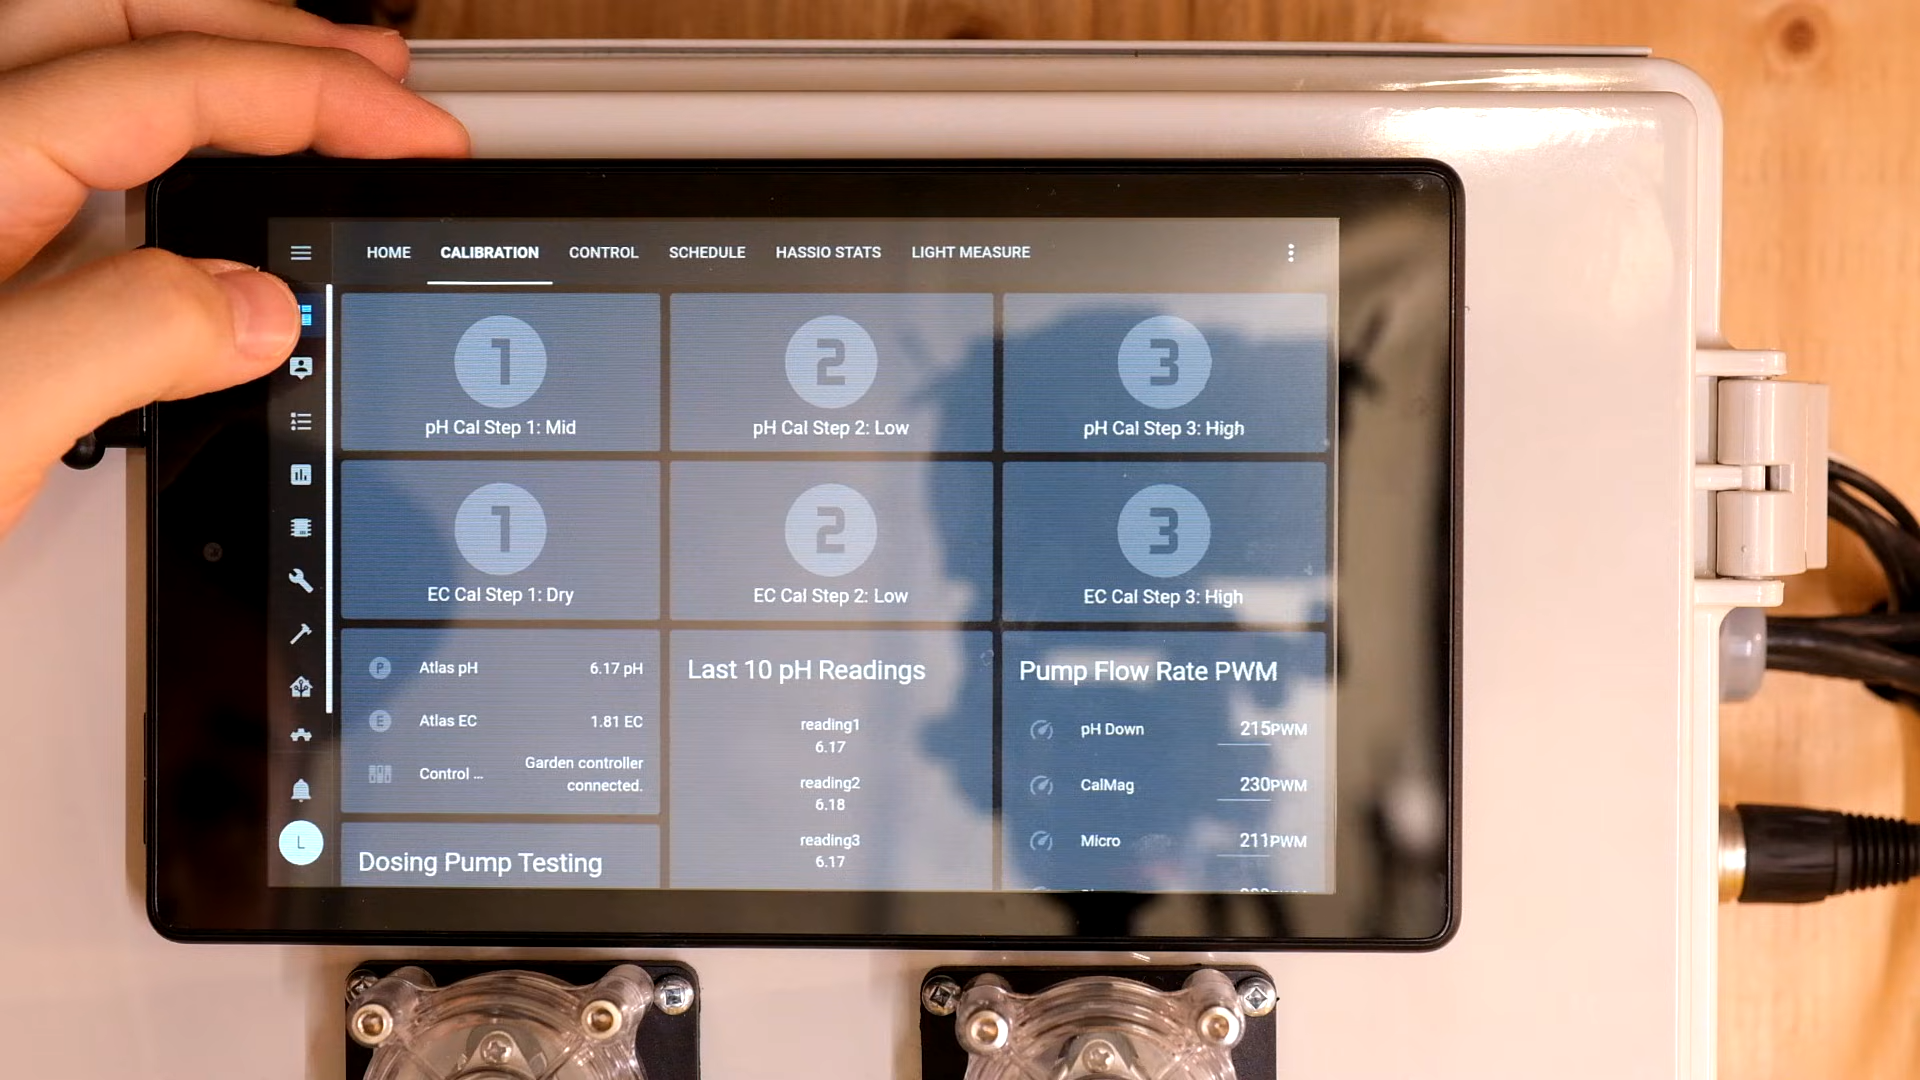 HOME CALIBRATION CONTROL SCHEDULE HASSIO STATS LIGHT MEASURE
1
pH Cal Step 1: Mid
2
pH Cal Step 2: Low
3
pH Cal Step 3: High
1
EC Cal Step 1: Dry
2
EC Cal Step 2: Low
3
EC Cal Step 3: High
P Atlas pH 6.17 pH
E Atlas EC 1.81 EC
Control ... Garden controller
connected.
Dosing Pump Testing
Last 10 pH Readings
reading1
6.17
reading2
6.18
reading3
6.17
Pump Flow Rate PWM
pH Down 215PWM
CalMag 230PWM
Micro 211PWM
L